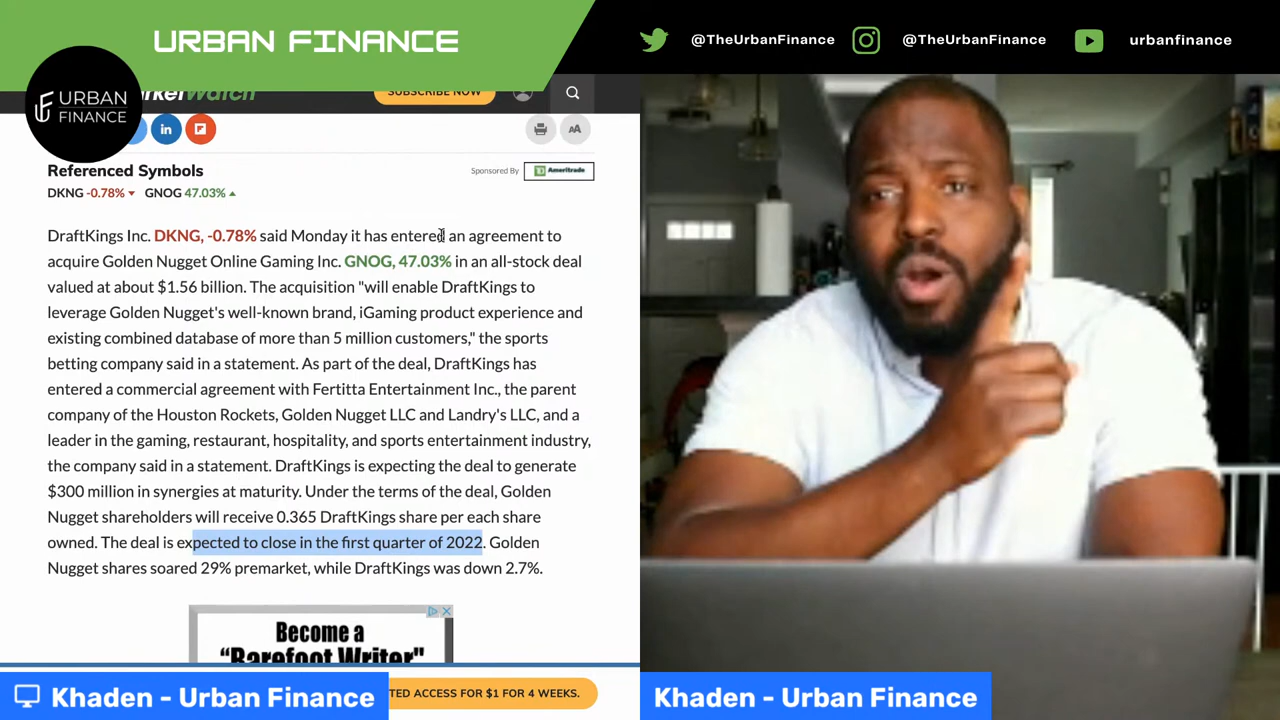 URBAN FINANCE
@TheUrbanFinance
@TheUrbanFinance
urbanfinance
URBAN
FINANCE
SUBSCRIBE NOW
Referenced Symbols
Sponsored By
Ameritrade
DKNG -0.78% GNOG 47.03%
DraftKings Inc. DKNG, -0.78% said Monday it has entered an agreement to
acquire Golden Nugget Online Gaming Inc. GNOG, 47.03% in an all-stock deal
valued at about $1.56 billion. The acquisition "will enable DraftKings to
leverage Golden Nugget's well-known brand, iGaming product experience and
existing combined database of more than 5 million customers," the sports
betting company said in a statement. As part of the deal, DraftKings has
entered a commercial agreement with Fertitta Entertainment Inc., the parent
company of the Houston Rockets, Golden Nugget LLC and Landry's LLC, and a
leader in the gaming, restaurant, hospitality, and sports entertainment industry,
the company said in a statement. DraftKings is expecting the deal to generate
$300 million in synergies at maturity. Under the terms of the deal, Golden
Nugget shareholders will receive 0.365 DraftKings share per each share
owned. The deal is expected to close in the first quarter of 2022. Golden
Nugget shares soared 29% premarket, while DraftKings was down 2.7%.
Become a
"Barefoot Writer"
TED ACCESS FOR $1 FOR 4 WEEKS.
Khaden - Urban Finance
Khaden - Urban Finance